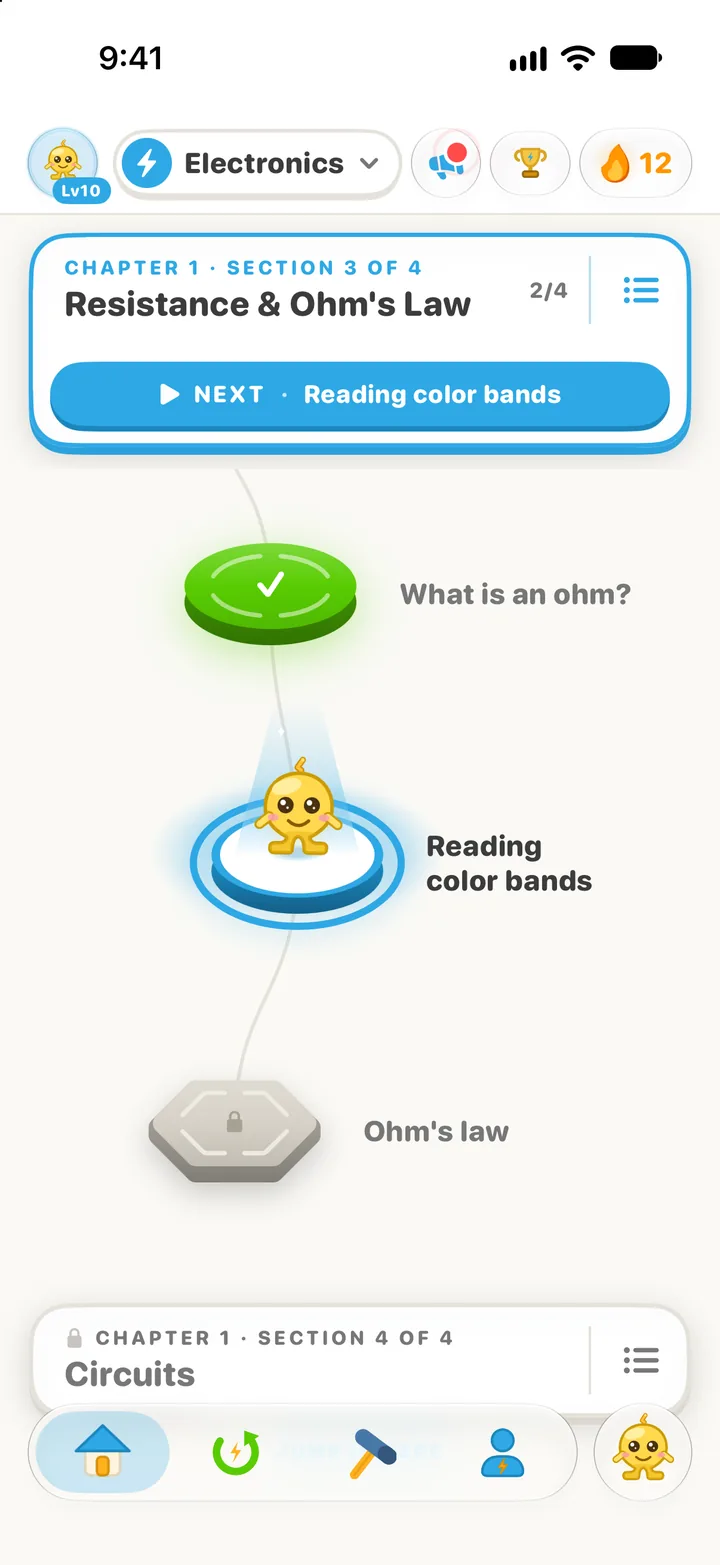 9:41
Lv10
Electronics
12
CHAPTER 1 · SECTION 3 OF 4
Resistance & Ohm's Law
2/4
NEXT · Reading color bands
What is an ohm?
Reading
color bands
Ohm's law
CHAPTER 1 · SECTION 4 OF 4
Circuits